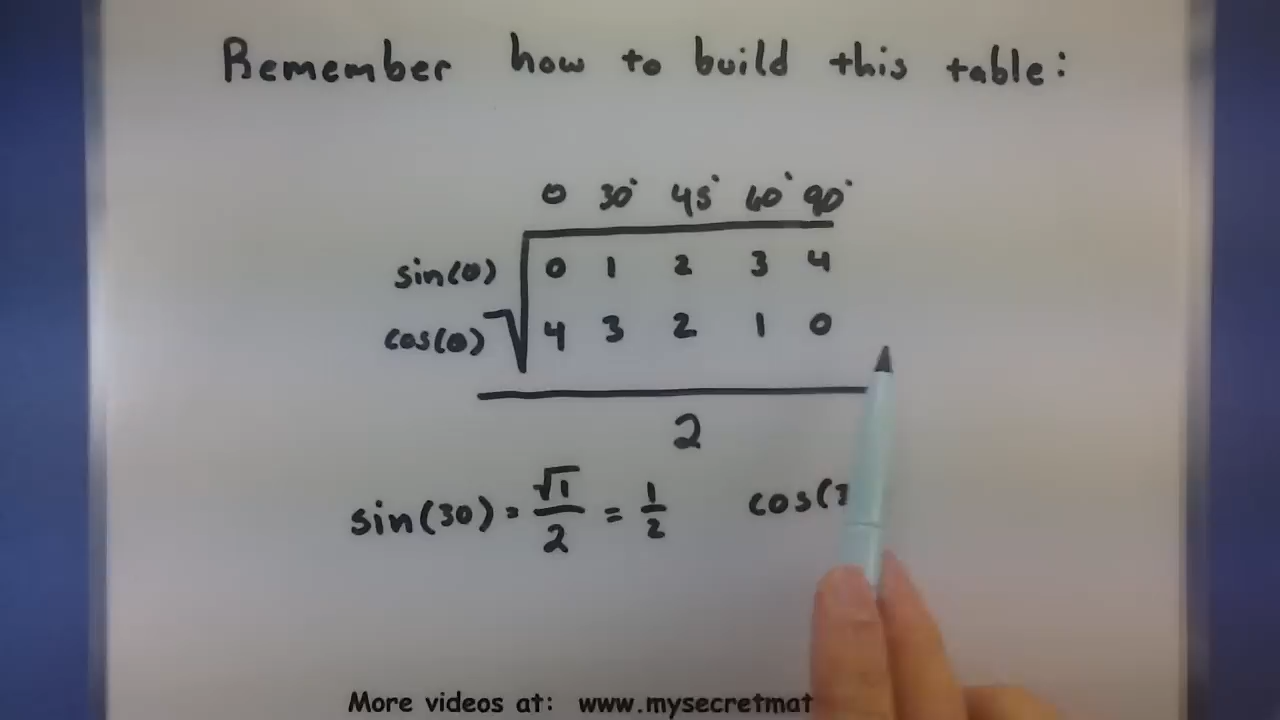 Remember how to build this table:
0 30° 45° 60° 90°
sin(θ) 0 1 2 3 4
cos(θ) √ 4 3 2 1 0
2
sin(30) = √1/2 = 1/2 cos(
More videos at: www.mysecretmat